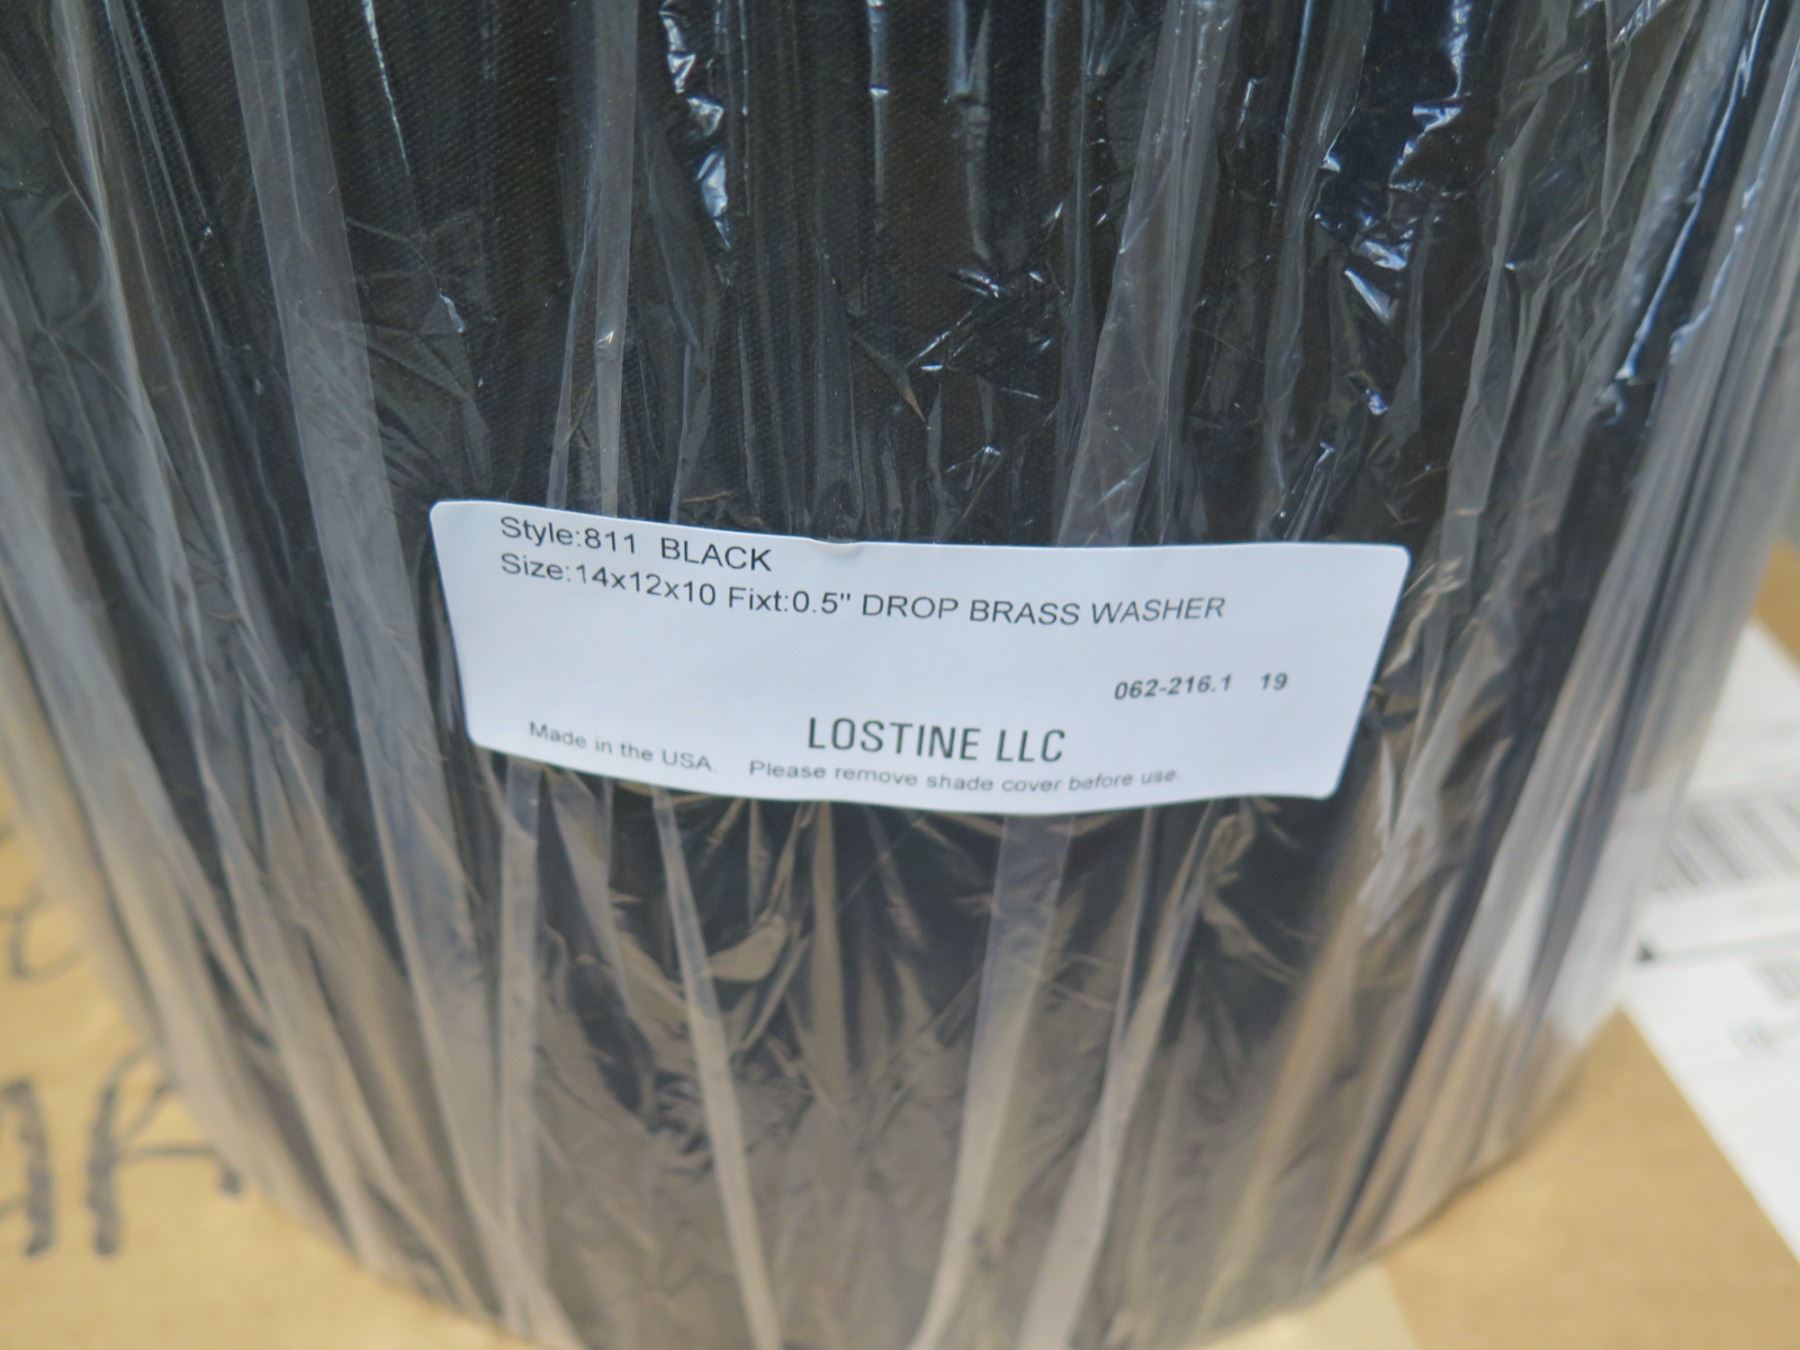 Style:811 BLACK
Size:14x12x10 Fixt:0.5" DROP BRASS WASHER
062-216.1 19
LOSTINE LLC
Made in the USA. Please remove shade cover before use.
AR